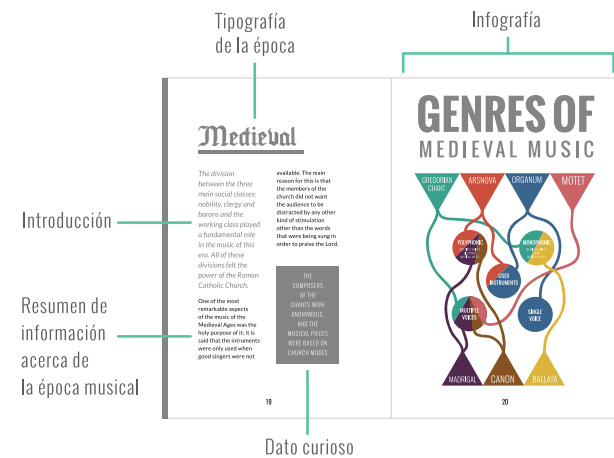 Tipografía
de la época
Infografía
Introducción
Resumen de
información
acerca de
la época musical
Dato curioso
Medieval
The division
between the three
main social classes:
nobility, clergy and
barons and the
working class played
a fundamental role
in the music of this
era. All of these
divisions felt the
power of the Roman
Catholic Church.
One of the most
remarkable aspects
of the music of the
Medieval Ages was the
holy purpose of it; it is
said that the intruments
were only used when
good singers were not
available. The main
reason for this is that
the members of the
church did not want
the audience to be
distracted by any other
kind of stimulation
other than the words
that were being sung in
order to praise the Lord.
THE
COMPOSERS
OF THE
CHANTS WERE
ANONYMOUS,
AND THE
MUSICAL PIECES
WERE BASED ON
CHURCH MODES
19
GENRES OF
MEDIEVAL MUSIC
GREGORIAN
CHANT
ARSNOVA
ORGANUM
MOTET
POLYPHONIC
MONOPHONIC
USED
INSTRUMENTS
MULTIPLE
VOICES
SINGLE
VOICE
MADRIGAL
CANON
BALLATA
20